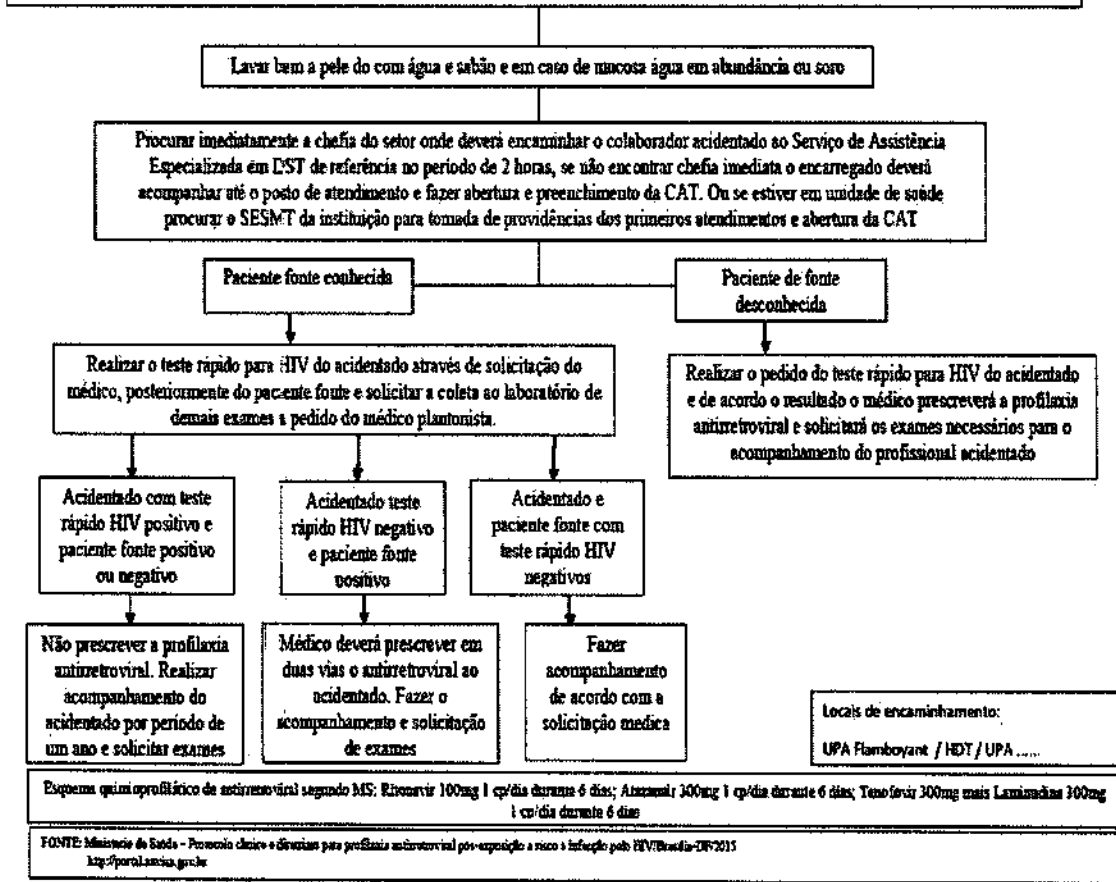 Lavar bem a pele do com água e sabão e em caso de mucosa água em abundância ou soro
Procurar imediatamente a chefia do setor onde deverá encaminhar o colaborador acidentado ao Serviço de Assistência
Especializada em DST de referência no período de 2 horas, se não encontrar chefia imediata o encarregado deverá
acompanhar até o posto de atendimento e fazer abertura e preenchimento da CAT. Ou se estiver em unidade de saúde
procurar o SESMT da instituição para tomada de providências dos primeiros atendimentos e abertura da CAT
Paciente fonte conhecida
Paciente de fonte
desconhecida
Realizar o teste rápido para HIV do acidentado através de solicitação do
médico, posteriormente do paciente fonte e solicitar a coleta ao laboratório de
demais exames a pedido do médico plantonista.
Realizar o pedido do teste rápido para HIV do acidentado
e de acordo o resultado o médico prescreverá a profilaxia
antirretroviral e solicitará os exames necessários para o
acompanhamento do profissional acidentado
Acidentado com teste
rápido HIV positivo e
paciente fonte positivo
ou negativo
Acidentado teste
rápido HIV negativo
e paciente fonte
positivo
Acidentado e
paciente fonte com
teste rápido HIV
negativos
Não prescrever a profilaxia
antirretroviral. Realizar
acompanhamento do
acidentado por período de
um ano e solicitar exames
Médico deverá prescrever em
duas vias o antirretroviral ao
acidentado. Fazer o
acompanhamento e solicitação
de exames
Fazer
acompanhamento
de acordo com a
solicitação medica
Locais de encaminhamento:
UPA Flamboyant / HDT / UPA ......
Esquema quimioprofilático de antirretroviral segundo MS: Ritonavir 100mg 1 cp/dia durante 6 dias; Atazanavir 300mg 1 cp/dia durante 6 dias; Tenofovir 300mg mais Lamivudina 300mg
1 cp/dia durante 6 dias
FONTE: Ministerio da Saúde – Protocolo clínico e diretrizes para profilaxia antirretroviral pós-exposição a risco à infecção pelo HIV/Brasília-DF/2015